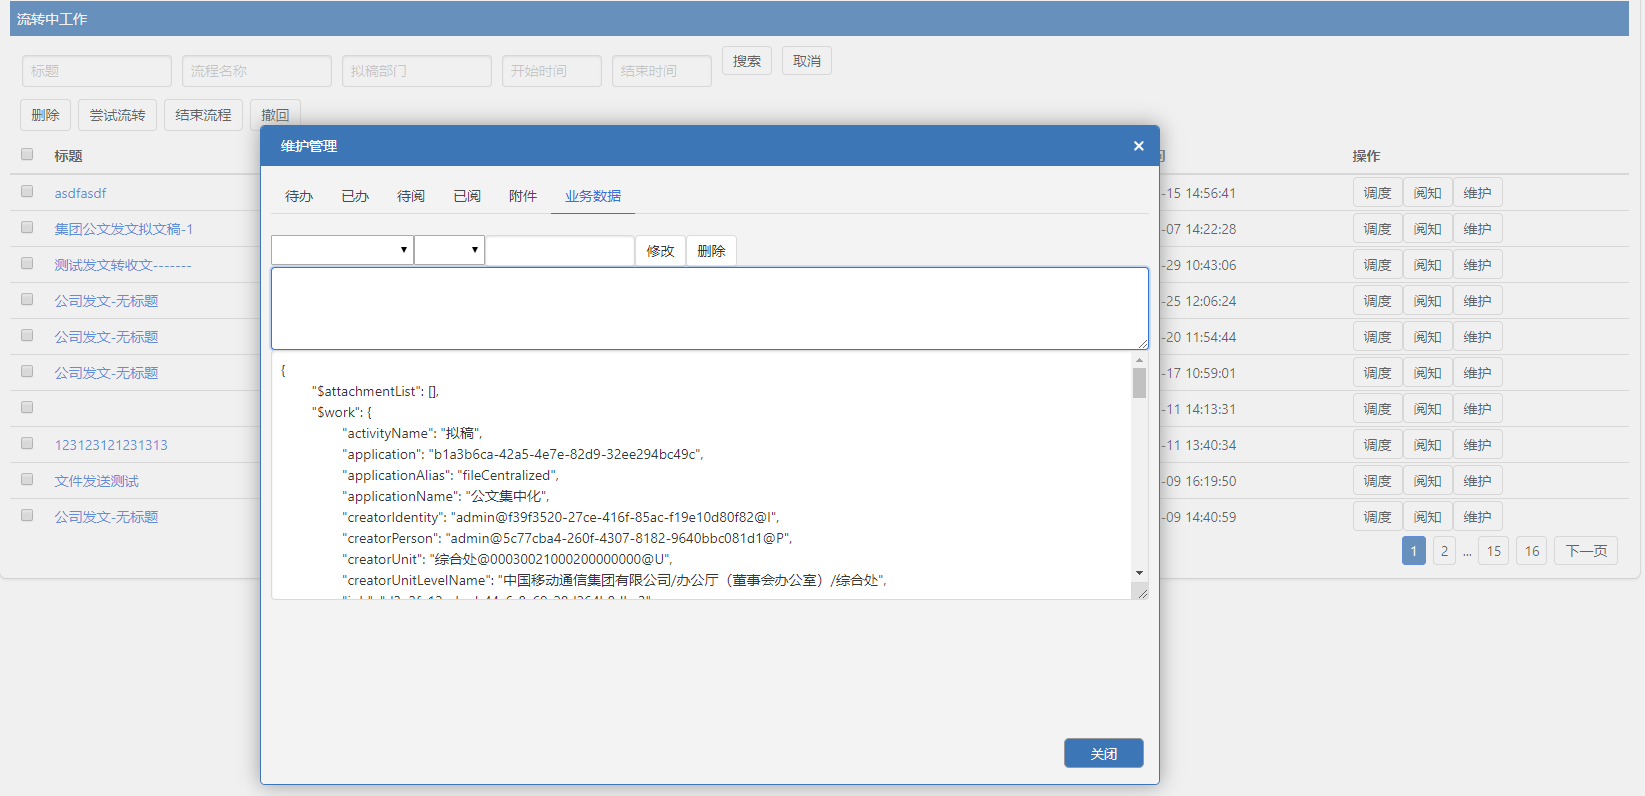 流转中工作
标题 流程名称 拟稿部门 开始时间 结束时间 搜索 取消
删除 尝试流转 结束流程 撤回
标题 操作
asdfasdf -15 14:56:41 调度 阅知 维护
集团公文发文拟文稿-1 -07 14:22:28 调度 阅知 维护
测试发文转收文------- -29 10:43:06 调度 阅知 维护
公司发文-无标题 -25 12:06:24 调度 阅知 维护
公司发文-无标题 -20 11:54:44 调度 阅知 维护
公司发文-无标题 -17 10:59:01 调度 阅知 维护
-11 14:13:31 调度 阅知 维护
123123121231313 -11 13:40:34 调度 阅知 维护
文件发送测试 -09 16:19:50 调度 阅知 维护
公司发文-无标题 -09 14:40:59 调度 阅知 维护
1 2 ... 15 16 下一页
维护管理 ×
待办 已办 待阅 已阅 附件 业务数据
修改 删除
{
"$attachmentList": [],
"$work": {
"activityName": "拟稿",
"application": "b1a3b6ca-42a5-4e7e-82d9-32ee294bc49c",
"applicationAlias": "fileCentralized",
"applicationName": "公文集中化",
"creatorIdentity": "admin@f39f3520-27ce-416f-85ac-f19e10d80f82@I",
"creatorPerson": "admin@5c77cba4-260f-4307-8182-9640bbc081d1@P",
"creatorUnit": "综合处@00030021000200000000@U",
"creatorUnitLevelName": "中国移动通信集团有限公司/办公厅（董事会办公室）/综合处",
关闭